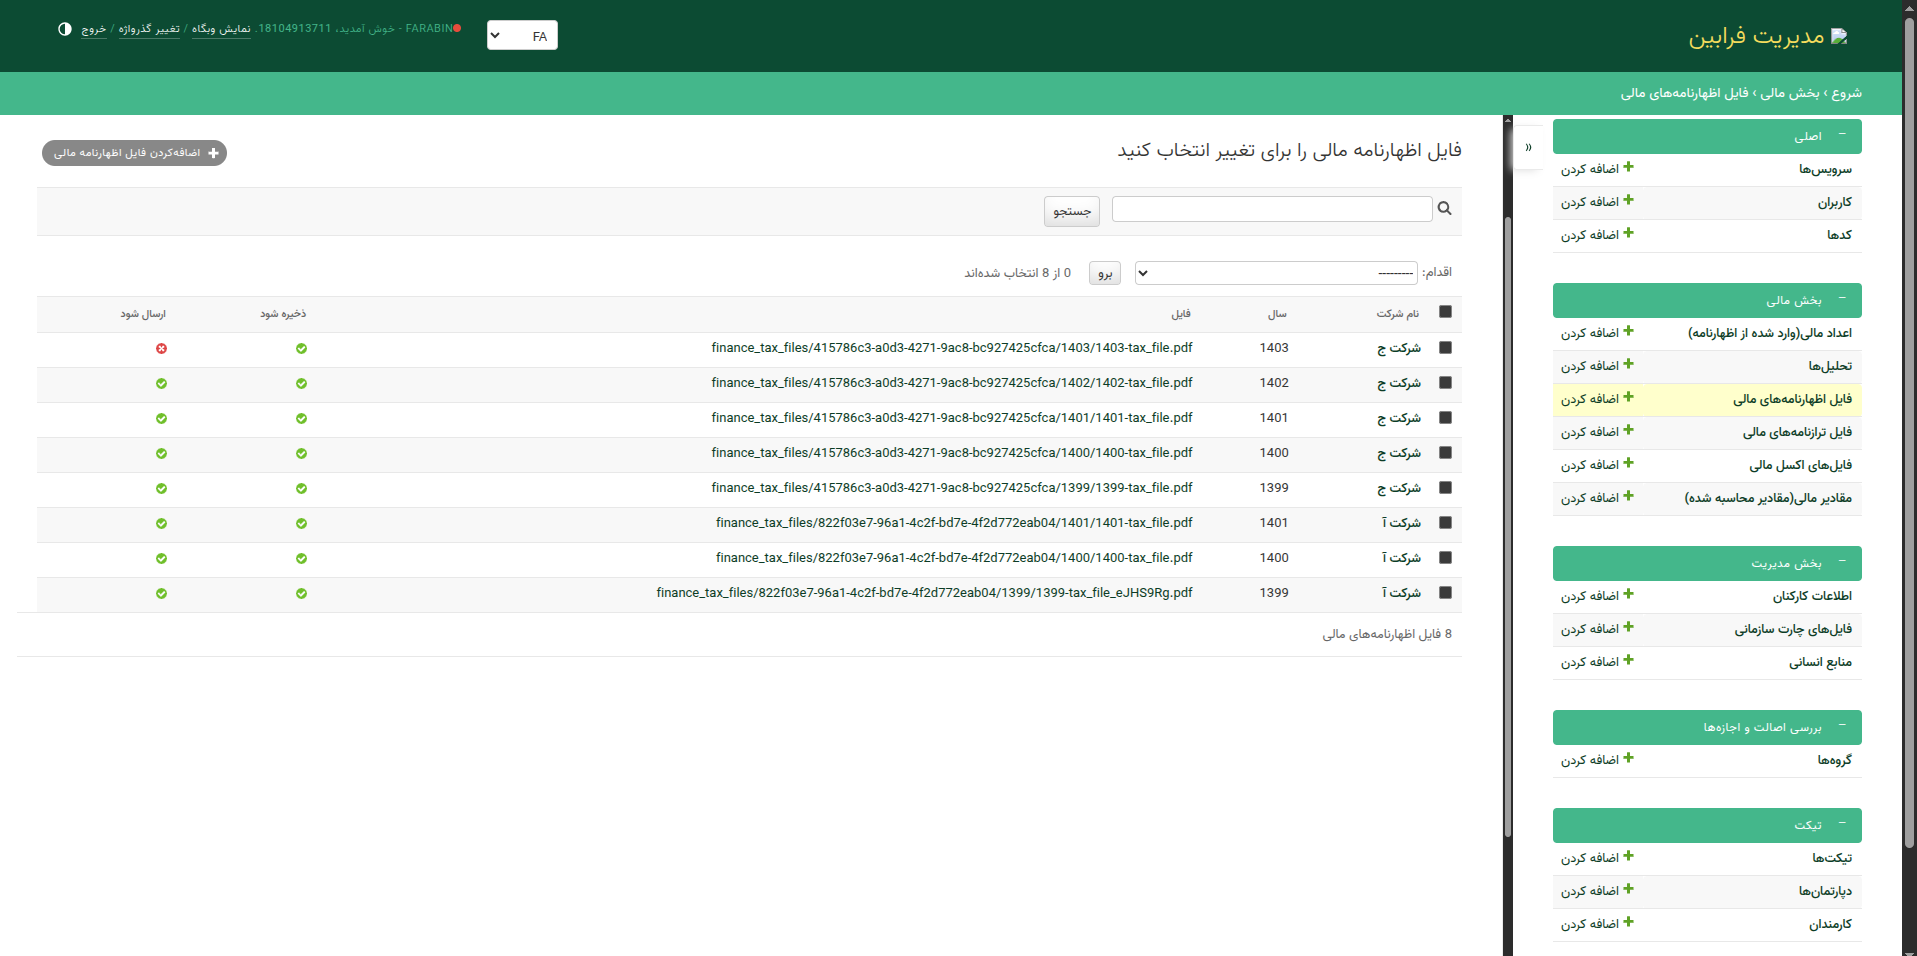 مدیریت فرابین
FA
FARABIN - خوش آمدید، 18104913711. نمایش وبگاه / تغییر گذرواژه / خروج
شروع › بخش مالی › فایل اظهارنامه‌های مالی
اصلی
سرویس‌ها اضافه کردن
کاربران اضافه کردن
کدها اضافه کردن
بخش مالی
اعداد مالی(وارد شده از اظهارنامه) اضافه کردن
تحلیل‌ها اضافه کردن
فایل اظهارنامه‌های مالی اضافه کردن
فایل ترازنامه‌های مالی اضافه کردن
فایل‌های اکسل مالی اضافه کردن
مقادیر مالی(مقادیر محاسبه شده) اضافه کردن
بخش مدیریت
اطلاعات کارکنان اضافه کردن
فایل‌های چارت سازمانی اضافه کردن
منابع انسانی اضافه کردن
بررسی اصالت و اجازه‌ها
گروه‌ها اضافه کردن
تیکت
تیکت‌ها اضافه کردن
دپارتمان‌ها اضافه کردن
کارمندان اضافه کردن
«
فایل اظهارنامه مالی را برای تغییر انتخاب کنید
اضافه‌کردن فایل اظهارنامه مالی
جستجو
اقدام: --------- برو 0 از 8 انتخاب شده‌اند
نام شرکت سال فایل ذخیره شود ارسال شود
شرکت ج 1403 finance_tax_files/415786c3-a0d3-4271-9ac8-bc927425cfca/1403/1403-tax_file.pdf
شرکت ج 1402 finance_tax_files/415786c3-a0d3-4271-9ac8-bc927425cfca/1402/1402-tax_file.pdf
شرکت ج 1401 finance_tax_files/415786c3-a0d3-4271-9ac8-bc927425cfca/1401/1401-tax_file.pdf
شرکت ج 1400 finance_tax_files/415786c3-a0d3-4271-9ac8-bc927425cfca/1400/1400-tax_file.pdf
شرکت ج 1399 finance_tax_files/415786c3-a0d3-4271-9ac8-bc927425cfca/1399/1399-tax_file.pdf
شرکت آ 1401 finance_tax_files/822f03e7-96a1-4c2f-bd7e-4f2d772eab04/1401/1401-tax_file.pdf
شرکت آ 1400 finance_tax_files/822f03e7-96a1-4c2f-bd7e-4f2d772eab04/1400/1400-tax_file.pdf
شرکت آ 1399 finance_tax_files/822f03e7-96a1-4c2f-bd7e-4f2d772eab04/1399/1399-tax_file_eJHS9Rg.pdf
8 فایل اظهارنامه‌های مالی